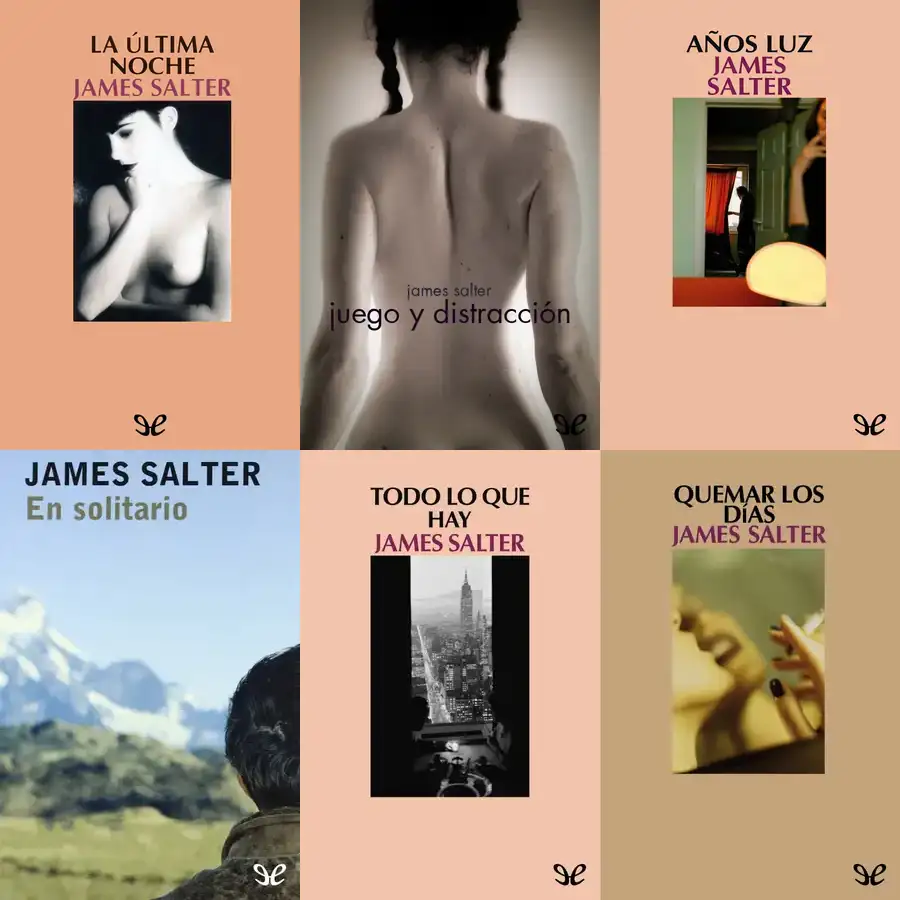 LA ÚLTIMA
NOCHE
JAMES SALTER
james salter
juego y distracción
AÑOS LUZ
JAMES
SALTER
JAMES SALTER
En solitario
TODO LO QUE
HAY
JAMES SALTER
QUEMAR LOS
DÍAS
JAMES SALTER